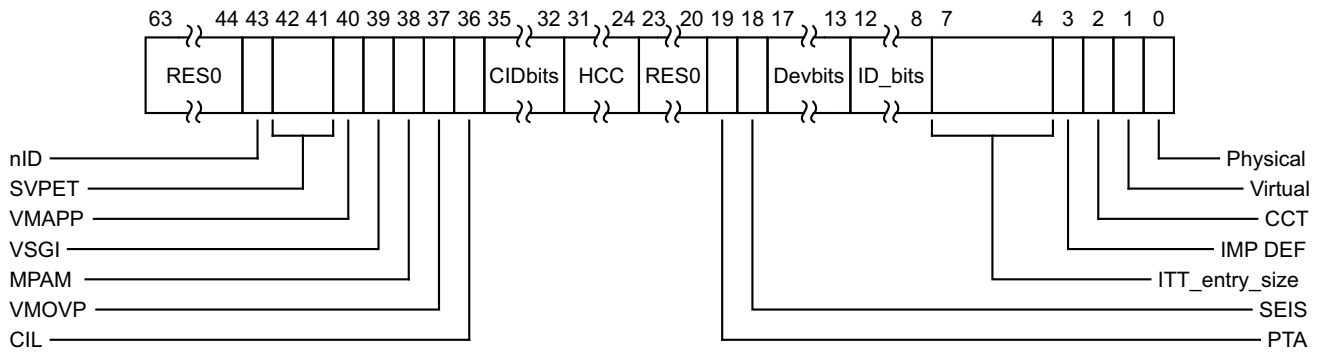 63 44 43 42 41 40 39 38 37 36 35 32 31 24 23 20 19 18 17 13 12 8 7 4 3 2 1 0
RES0 CIDbits HCC RES0 Devbits ID_bits
nID Physical
SVPET Virtual
VMAPP CCT
VSGI IMP DEF
MPAM ITT_entry_size
VMOVP SEIS
CIL PTA